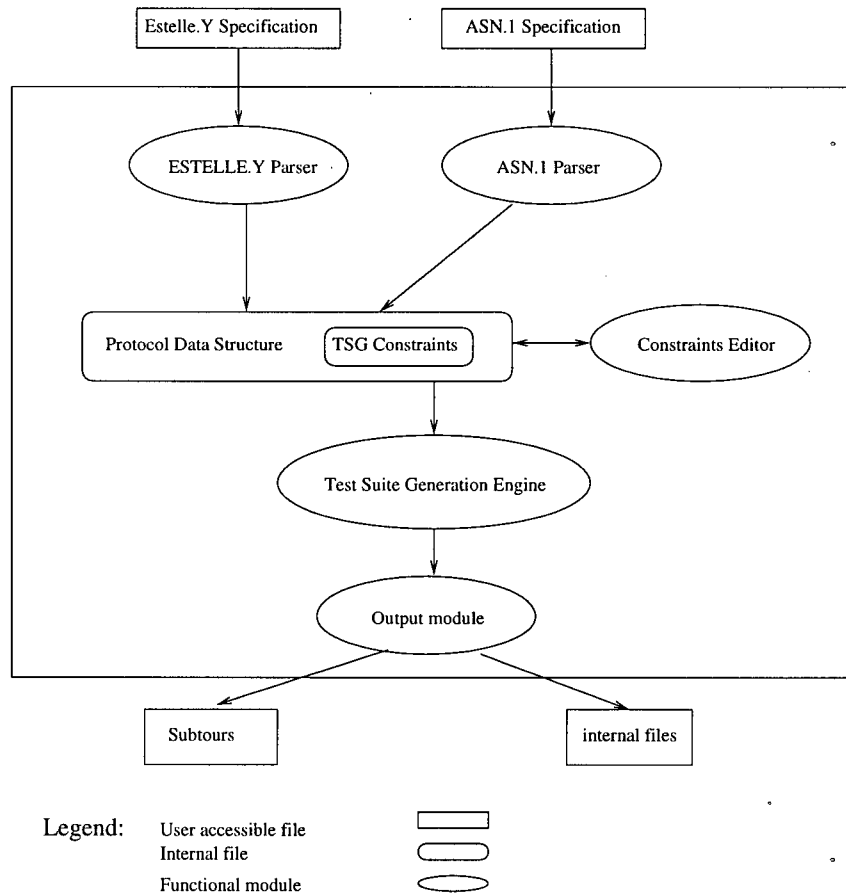 Estelle.Y Specification
ASN.1 Specification
ESTELLE.Y Parser
ASN.1 Parser
Protocol Data Structure
TSG Constraints
Constraints Editor
Test Suite Generation Engine
Output module
Subtours
internal files
Legend:
User accessible file
Internal file
Functional module